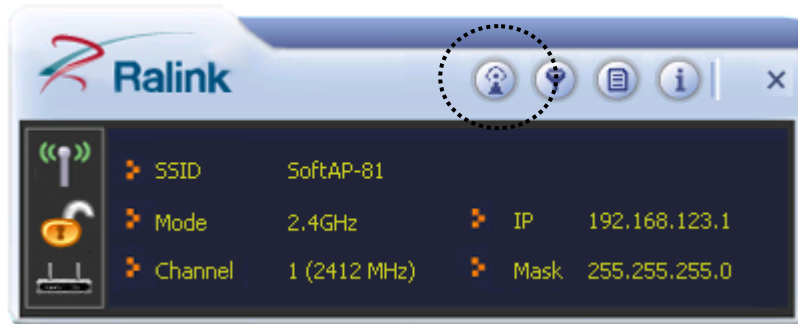 Ralink
SSID SoftAP-81
Mode 2.4GHz IP 192.168.123.1
Channel 1 (2412 MHz) Mask 255.255.255.0